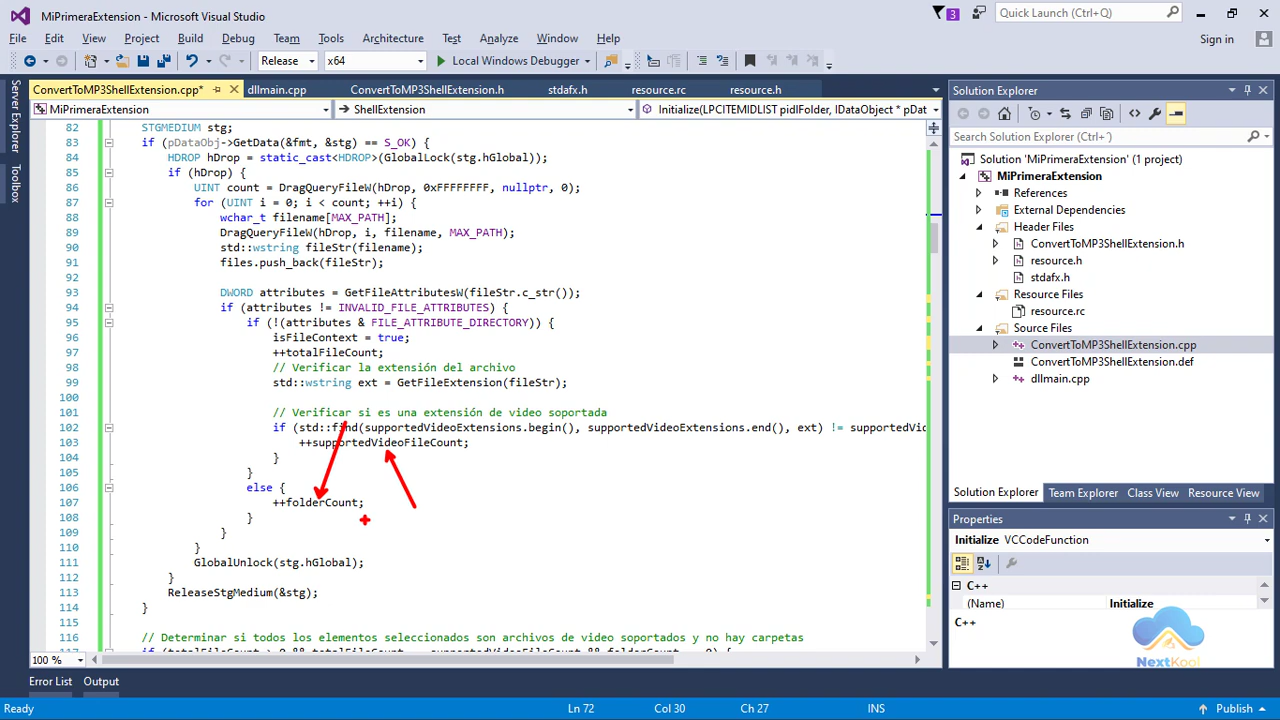 MiPrimeraExtension - Microsoft Visual Studio
3
Quick Launch (Ctrl+Q)
File Edit View Project Build Debug Team Tools Architecture Test Analyze Window Help
Sign in
Release x64 Local Windows Debugger
ConvertToMP3ShellExtension.cpp* dllmain.cpp ConvertToMP3ShellExtension.h stdafx.h resource.rc resource.h
MiPrimeraExtension ShellExtension Initialize(LPCITEMIDLIST pidlFolder, IDataObject * pDat
Server Explorer
Toolbox
82 STGMEDIUM stg;
83 if (pDataObj->GetData(&fmt, &stg) == S_OK) {
84 HDROP hDrop = static_cast<HDROP>(GlobalLock(stg.hGlobal));
85 if (hDrop) {
86 UINT count = DragQueryFileW(hDrop, 0xFFFFFFFF, nullptr, 0);
87 for (UINT i = 0; i < count; ++i) {
88 wchar_t filename[MAX_PATH];
89 DragQueryFileW(hDrop, i, filename, MAX_PATH);
90 std::wstring fileStr(filename);
91 files.push_back(fileStr);
92
93 DWORD attributes = GetFileAttributesW(fileStr.c_str());
94 if (attributes != INVALID_FILE_ATTRIBUTES) {
95 if (!(attributes & FILE_ATTRIBUTE_DIRECTORY)) {
96 isFileContext = true;
97 ++totalFileCount;
98 // Verificar la extensión del archivo
99 std::wstring ext = GetFileExtension(fileStr);
100
101 // Verificar si es una extensión de video soportada
102 if (std::find(supportedVideoExtensions.begin(), supportedVideoExtensions.end(), ext) != supportedVid
103 ++supportedVideoFileCount;
104 }
105 }
106 else {
107 ++folderCount;
108 }
109 }
110 }
111 GlobalUnlock(stg.hGlobal);
112 }
113 ReleaseStgMedium(&stg);
114 }
115
116 // Determinar si todos los elementos seleccionados son archivos de video soportados y no hay carpetas
100 %
Error List Output
Ready Ln 72 Col 30 Ch 27 INS Publish
Solution Explorer
Search Solution Explorer (Ctrl+´)
Solution 'MiPrimeraExtension' (1 project)
MiPrimeraExtension
References
External Dependencies
Header Files
ConvertToMP3ShellExtension.h
resource.h
stdafx.h
Resource Files
resource.rc
Source Files
ConvertToMP3ShellExtension.cpp
ConvertToMP3ShellExtension.def
dllmain.cpp
Solution Explorer Team Explorer Class View Resource View
Properties
Initialize VCCodeFunction
C++
(Name) Initialize
C++
NextKool